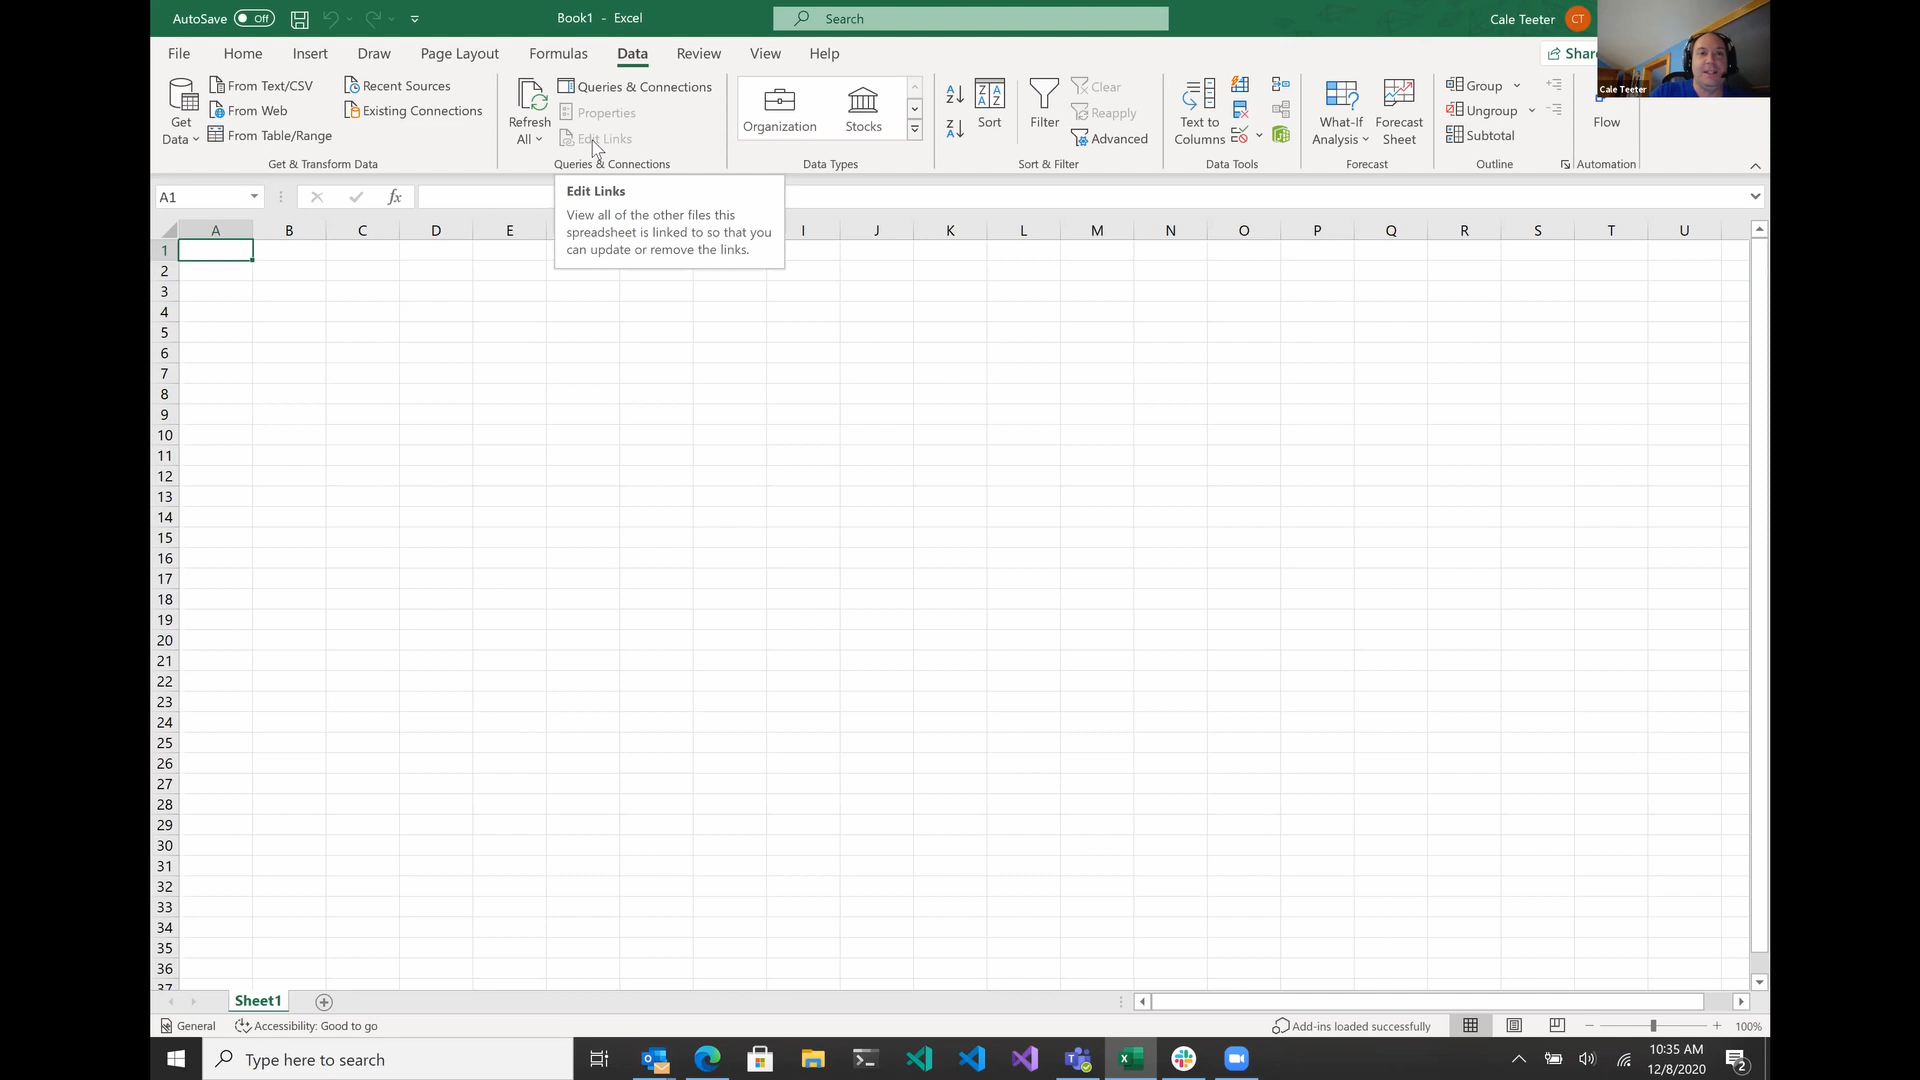 AutoSave Off Book1 - Excel Search Cale Teeter CT
File Home Insert Draw Page Layout Formulas Data Review View Help
Cale Teeter
Get Data
From Text/CSV
From Web
From Table/Range
Recent Sources
Existing Connections
Get & Transform Data
Refresh All
Queries & Connections
Properties
Edit Links
Queries & Connections
Organization Stocks
Data Types
Sort
Filter
Clear
Reapply
Advanced
Sort & Filter
Text to Columns
Data Tools
What-If Analysis
Forecast Sheet
Forecast
Group
Ungroup
Subtotal
Outline
Flow
Automation
A1 fx
Edit Links
View all of the other files this
spreadsheet is linked to so that you
can update or remove the links.
A B C D E I J K L M N O P Q R S T U
1
2
3
4
5
6
7
8
9
10
11
12
13
14
15
16
17
18
19
20
21
22
23
24
25
26
27
28
29
30
31
32
33
34
35
36
37
Sheet1
General Accessibility: Good to go Add-ins loaded successfully 100%
Type here to search
10:35 AM
12/8/2020
2